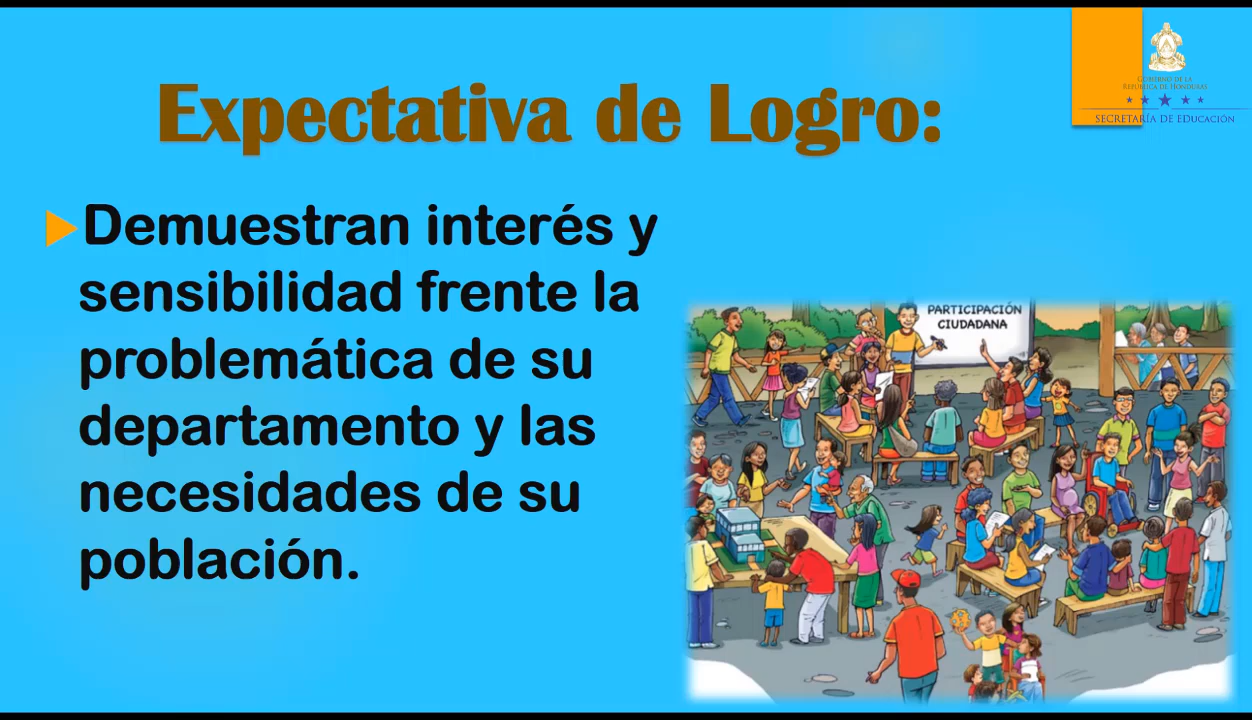 Expectativa de Logro:
GOBIERNO DE LA
REPÚBLICA DE HONDURAS
SECRETARÍA DE EDUCACIÓN
Demuestran interés y
sensibilidad frente la
problemática de su
departamento y las
necesidades de su
población.
PARTICIPACIÓN
CIUDADANA